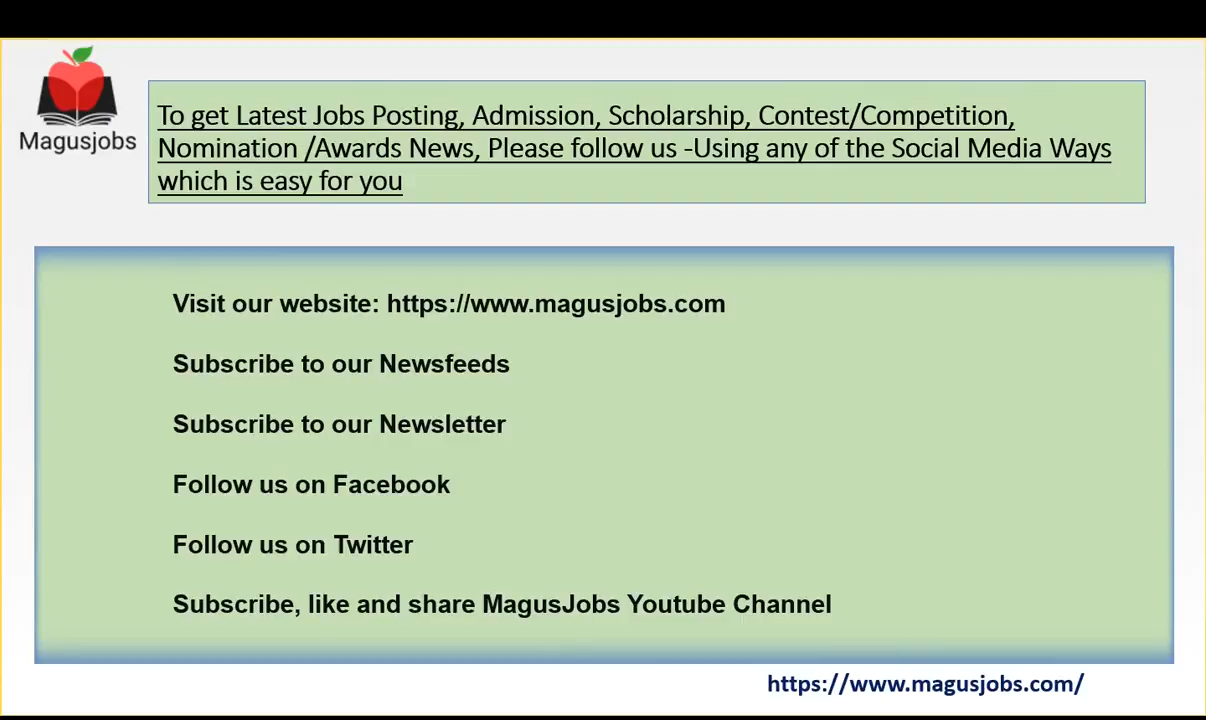 Magusjobs
To get Latest Jobs Posting, Admission, Scholarship, Contest/Competition,
Nomination /Awards News, Please follow us -Using any of the Social Media Ways
which is easy for you
Visit our website: https://www.magusjobs.com
Subscribe to our Newsfeeds
Subscribe to our Newsletter
Follow us on Facebook
Follow us on Twitter
Subscribe, like and share MagusJobs Youtube Channel
https://www.magusjobs.com/